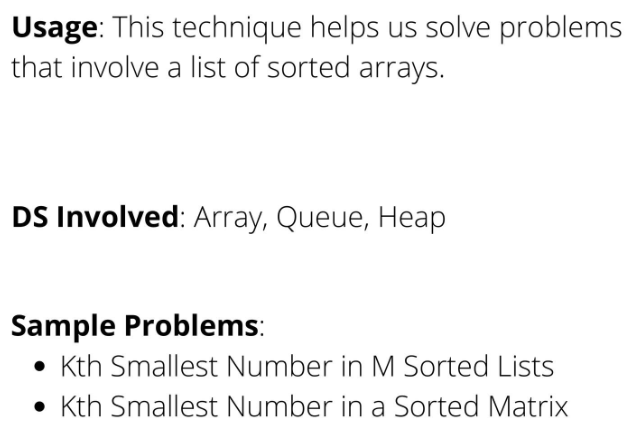 Usage: This technique helps us solve problems
that involve a list of sorted arrays.
DS Involved: Array, Queue, Heap
Sample Problems:
• Kth Smallest Number in M Sorted Lists
• Kth Smallest Number in a Sorted Matrix